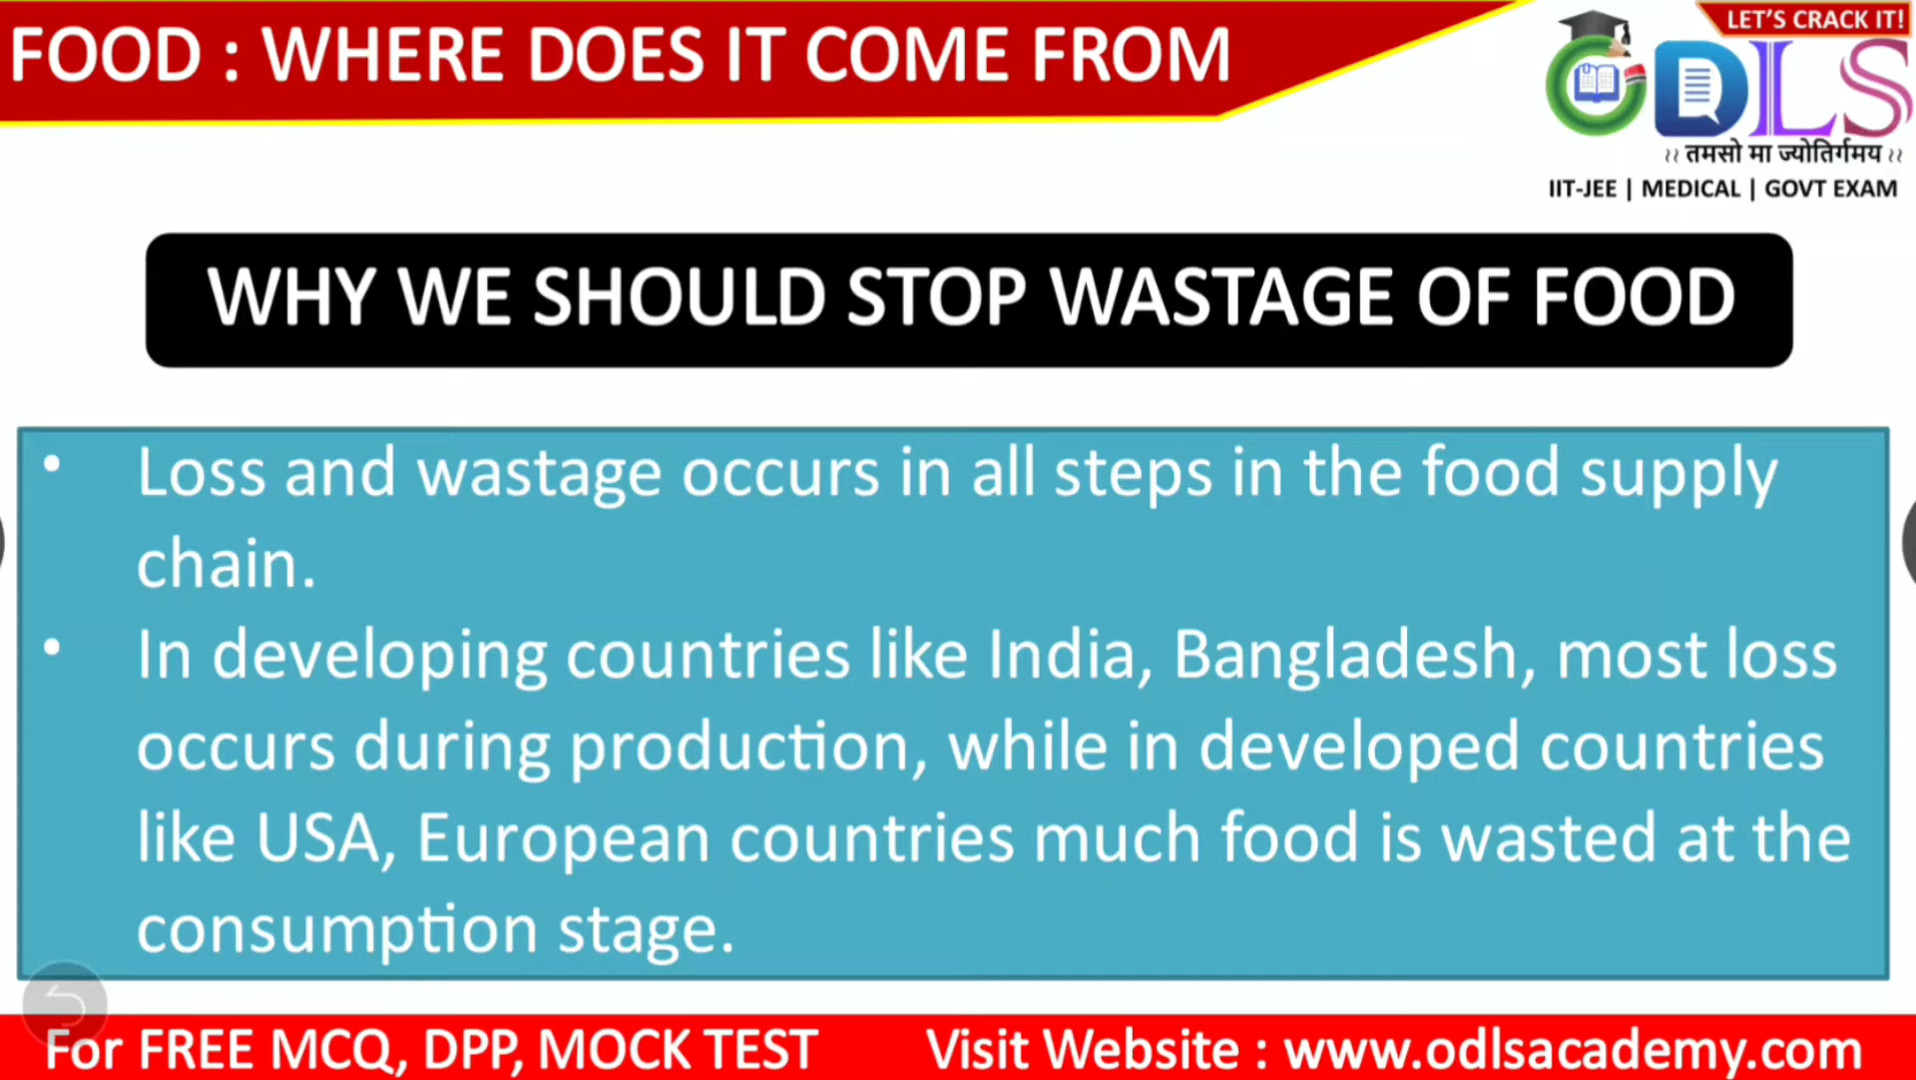 FOOD : WHERE DOES IT COME FROM
LET'S CRACK IT!
ODLS
~~ तमसो मा ज्योतिर्गमय ~~
IIT-JEE | MEDICAL | GOVT EXAM
WHY WE SHOULD STOP WASTAGE OF FOOD
• Loss and wastage occurs in all steps in the food supply
chain.
• In developing countries like India, Bangladesh, most loss
occurs during production, while in developed countries
like USA, European countries much food is wasted at the
consumption stage.
For FREE MCQ, DPP, MOCK TEST Visit Website : www.odlsacademy.com